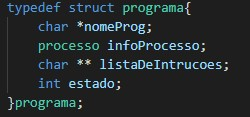 typedef struct programa{
char *nomeProg;
processo infoProcesso;
char ** listaDeIntrucoes;
int estado;
}programa;